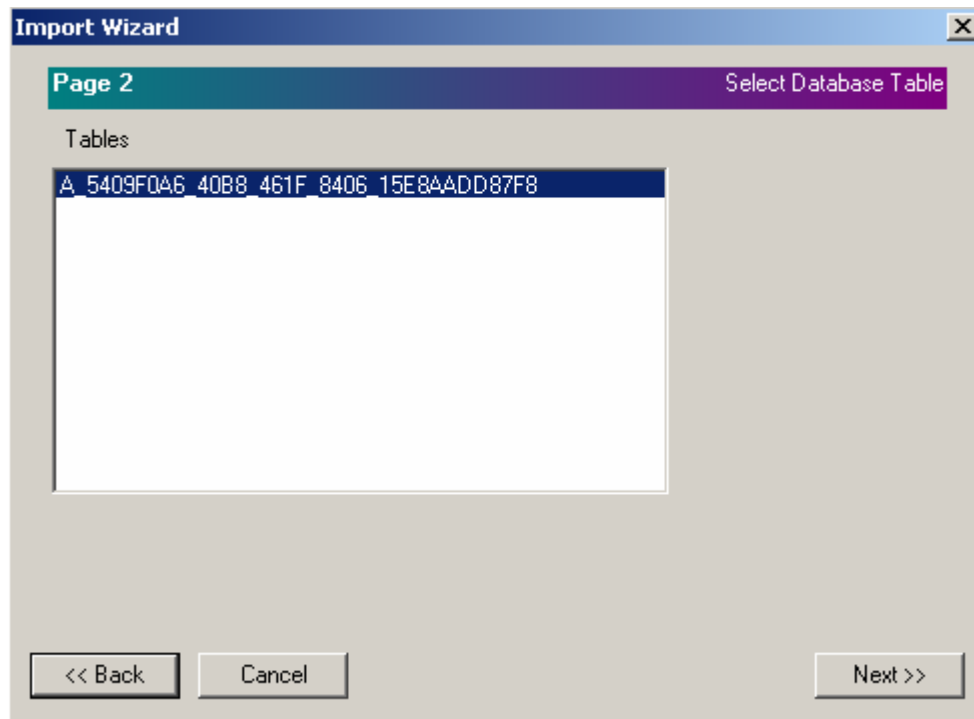 Import Wizard
Page 2 Select Database Table
Tables
A_5409F0A6_40B8_461F_8406_15E8AADD87F8
<< Back Cancel Next >>